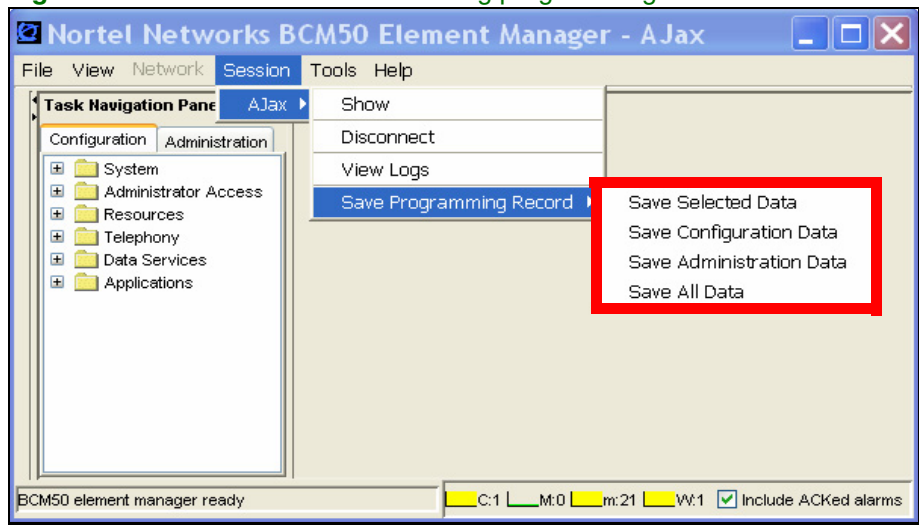 Nortel Networks BCM50 Element Manager - AJax
File View Network Session Tools Help
Task Navigation Pane
AJax
Show
Disconnect
View Logs
Save Programming Record
Configuration Administration
System
Administrator Access
Resources
Telephony
Data Services
Applications
Save Selected Data
Save Configuration Data
Save Administration Data
Save All Data
BCM50 element manager ready
C:1 M:0 m:21 W:1 Include ACKed alarms